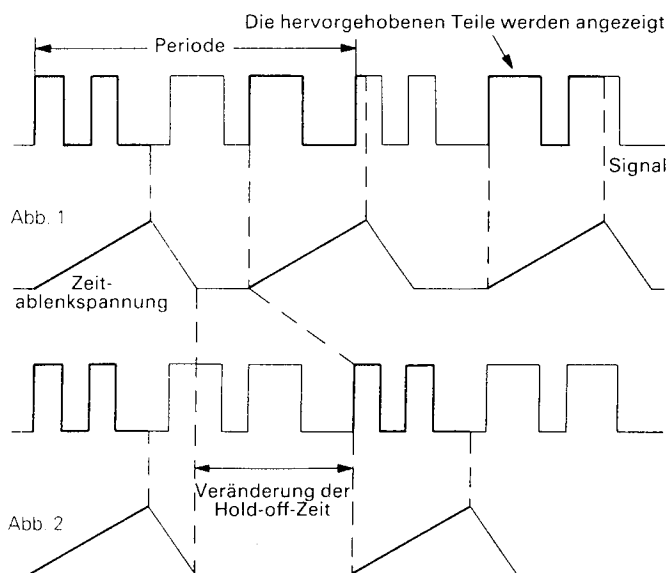 Die hervorgehobenen Teile werden angezeigt
Periode
Signal
Abb. 1
Zeit-
ablenkspannung
Veränderung der
Hold-off-Zeit
Abb. 2